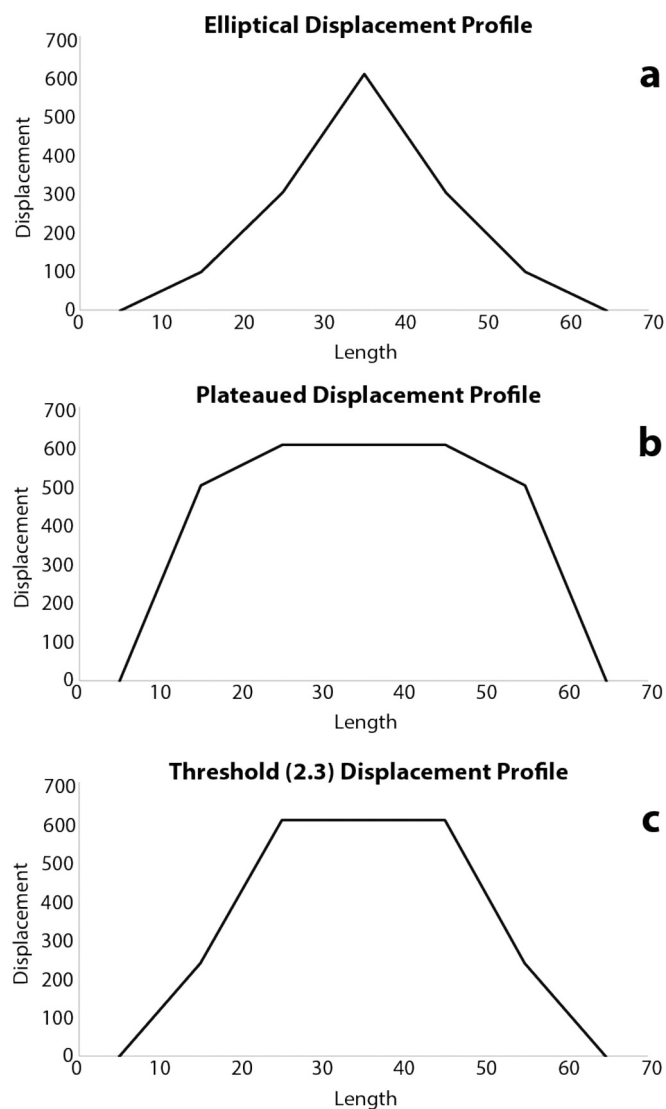 Elliptical Displacement Profile
a
700
600
500
400
300
200
100
0
Displacement
0 10 20 30 40 50 60 70
Length
Plateaued Displacement Profile
b
700
600
500
400
300
200
100
0
Displacement
0 10 20 30 40 50 60 70
Length
Threshold (2.3) Displacement Profile
c
700
600
500
400
300
200
100
0
Displacement
0 10 20 30 40 50 60 70
Length